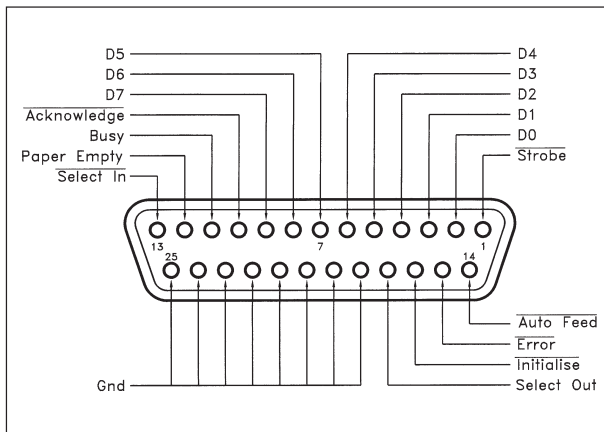 D5
D6
D7
Acknowledge
Busy
Paper Empty
Select In
D4
D3
D2
D1
D0
Strobe
13
7
1
25
14
Auto Feed
Error
Initialise
Select Out
Gnd